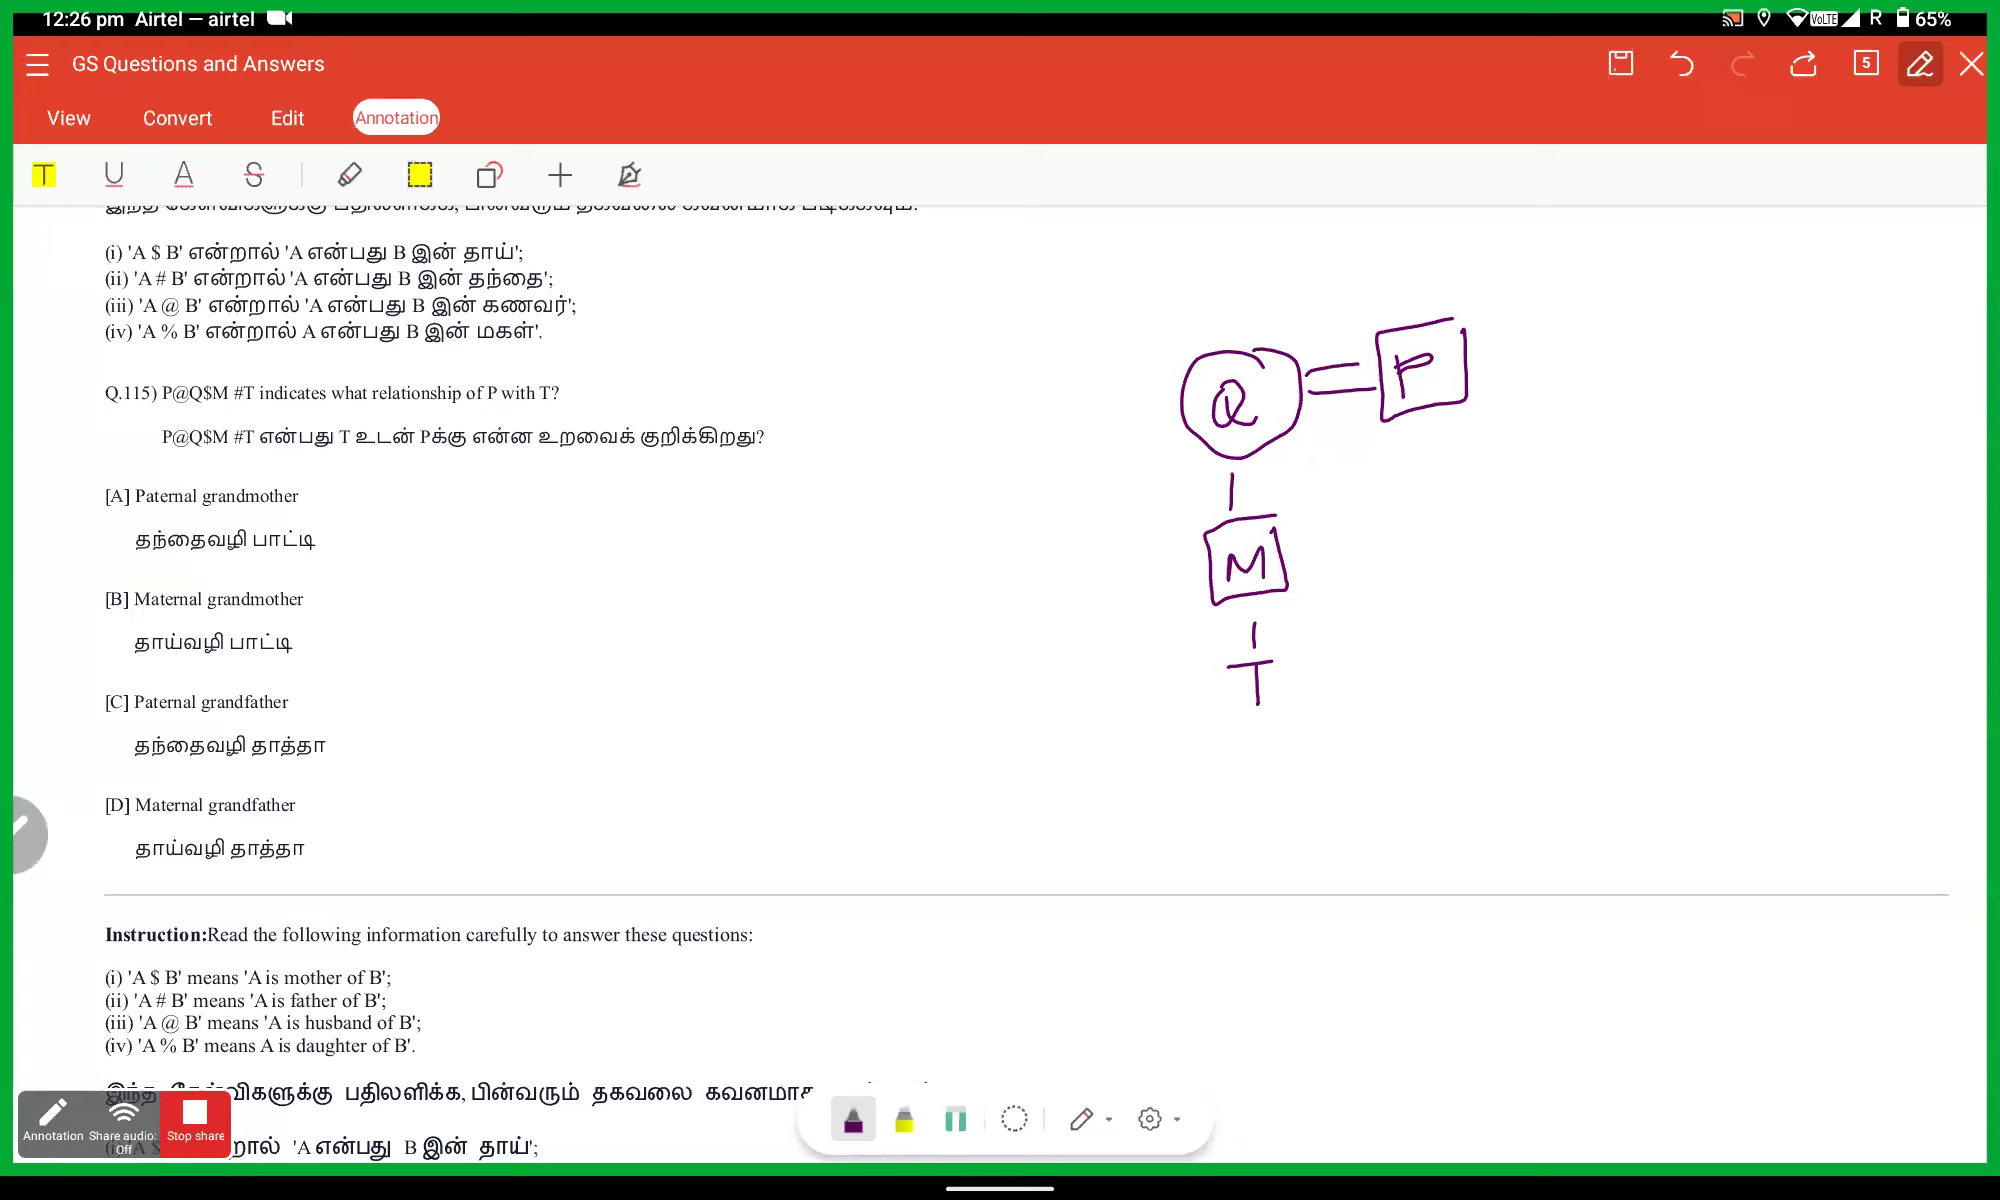 12:26 pm Airtel — airtel VoLTE R 65%
GS Questions and Answers 5
View Convert Edit Annotation
T U A S
(i) 'A $ B' என்றால் 'A என்பது B இன் தாய்';
(ii) 'A # B' என்றால் 'A என்பது B இன் தந்தை';
(iii) 'A @ B' என்றால் 'A என்பது B இன் கணவர்';
(iv) 'A % B' என்றால் A என்பது B இன் மகள்'.
Q.115) P@Q$M #T indicates what relationship of P with T?
P@Q$M #T என்பது T உடன் Pக்கு என்ன உறவைக் குறிக்கிறது?
[A] Paternal grandmother
தந்தைவழி பாட்டி
[B] Maternal grandmother
தாய்வழி பாட்டி
[C] Paternal grandfather
தந்தைவழி தாத்தா
[D] Maternal grandfather
தாய்வழி தாத்தா
Q P
M
T
Instruction:Read the following information carefully to answer these questions:
(i) 'A $ B' means 'A is mother of B';
(ii) 'A # B' means 'A is father of B';
(iii) 'A @ B' means 'A is husband of B';
(iv) 'A % B' means A is daughter of B'.
பதிலளிக்க, பின்வரும் தகவலை
'A என்பது B இன் தாய்';
Annotation Share audio: Off Stop share